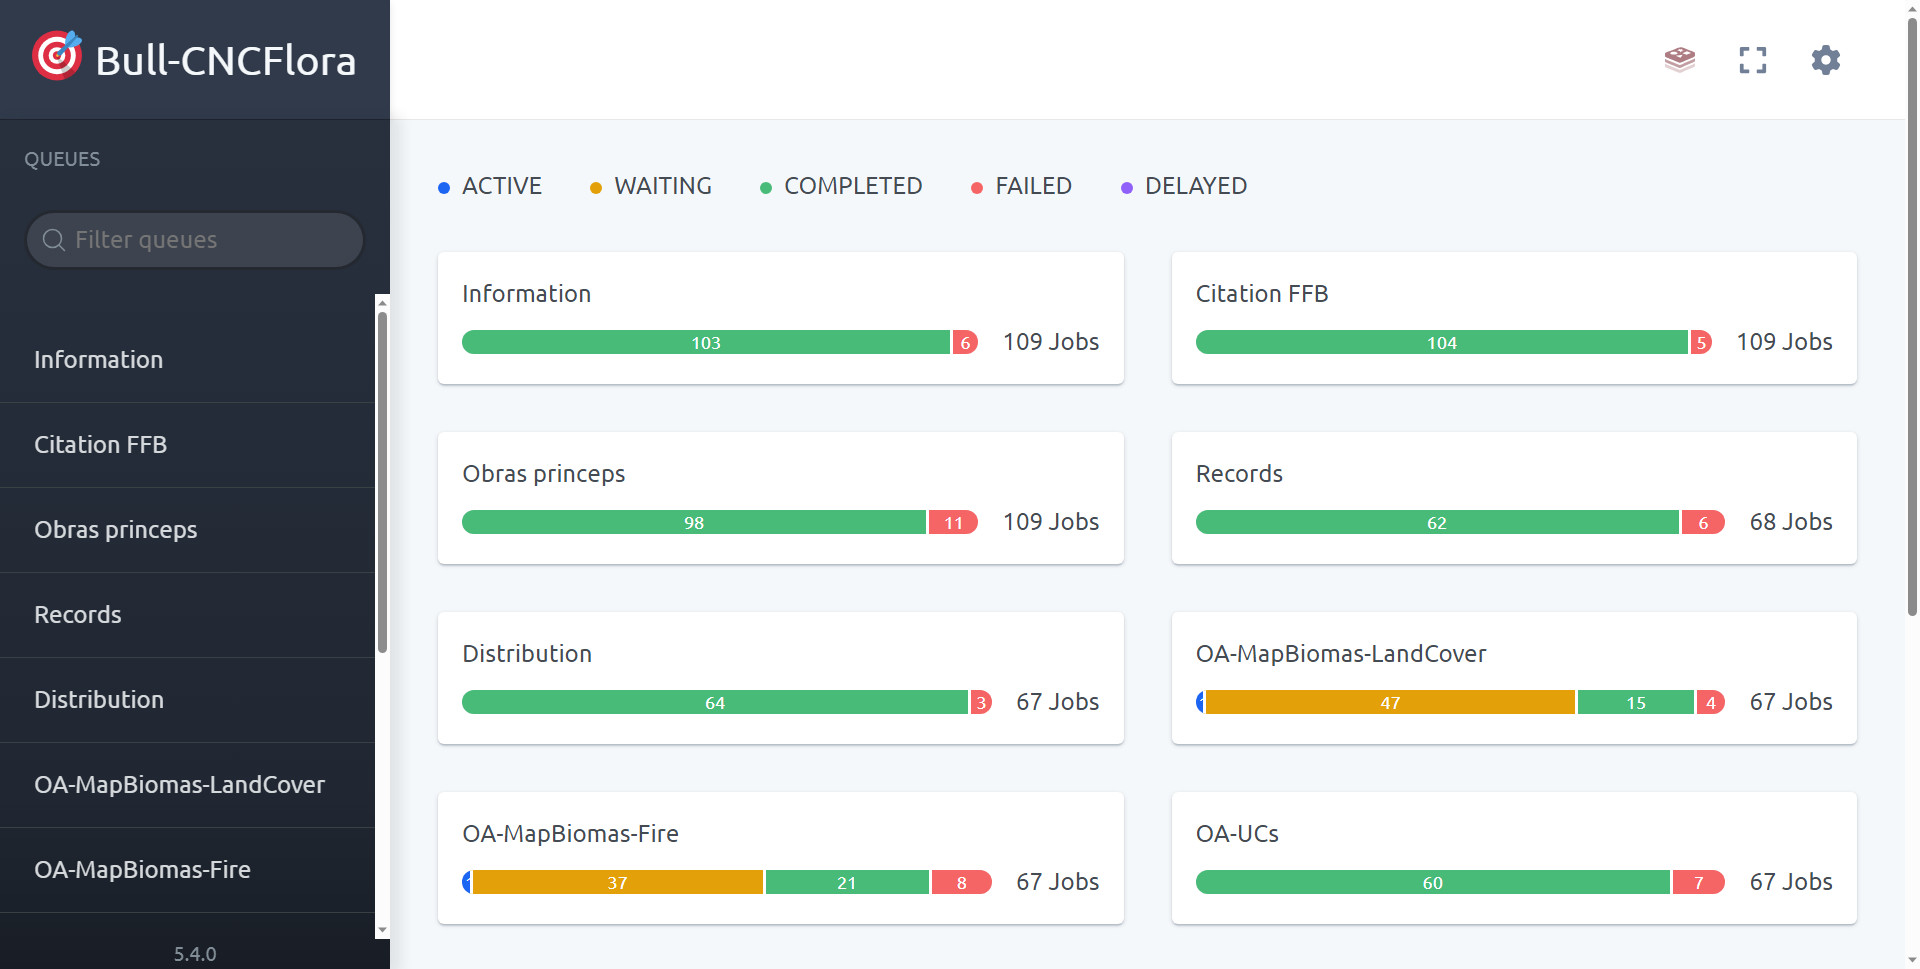 Bull-CNCFlora
QUEUES
Filter queues
Information
Citation FFB
Obras princeps
Records
Distribution
OA-MapBiomas-LandCover
OA-MapBiomas-Fire
5.4.0
ACTIVE WAITING COMPLETED FAILED DELAYED
Information
103 6 109 Jobs
Citation FFB
104 5 109 Jobs
Obras princeps
98 11 109 Jobs
Records
62 6 68 Jobs
Distribution
64 3 67 Jobs
OA-MapBiomas-LandCover
47 15 4 67 Jobs
OA-MapBiomas-Fire
37 21 8 67 Jobs
OA-UCs
60 7 67 Jobs